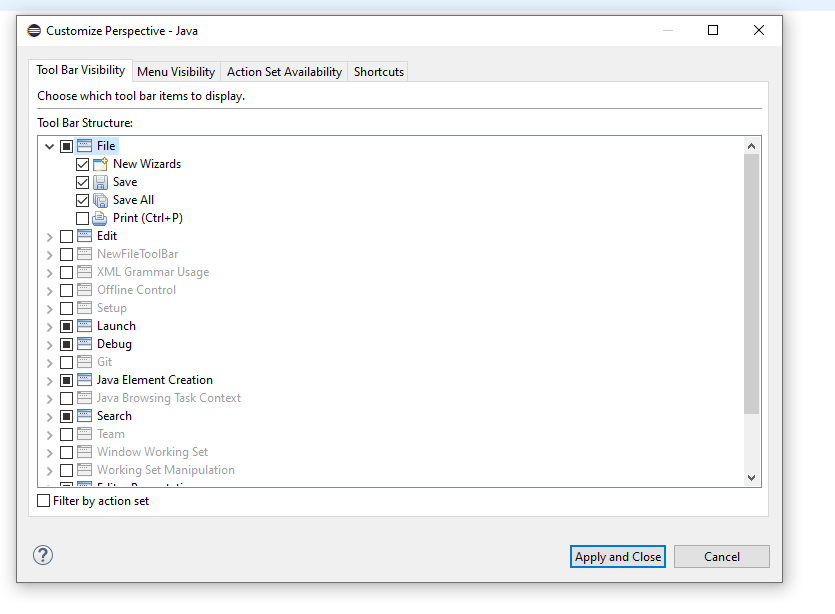 Customize Perspective - Java
Tool Bar Visibility Menu Visibility Action Set Availability Shortcuts
Choose which tool bar items to display.
Tool Bar Structure:
File
New Wizards
Save
Save All
Print (Ctrl+P)
Edit
NewFileToolBar
XML Grammar Usage
Offline Control
Setup
Launch
Debug
Git
Java Element Creation
Java Browsing Task Context
Search
Team
Window Working Set
Working Set Manipulation
Filter by action set
? Apply and Close Cancel